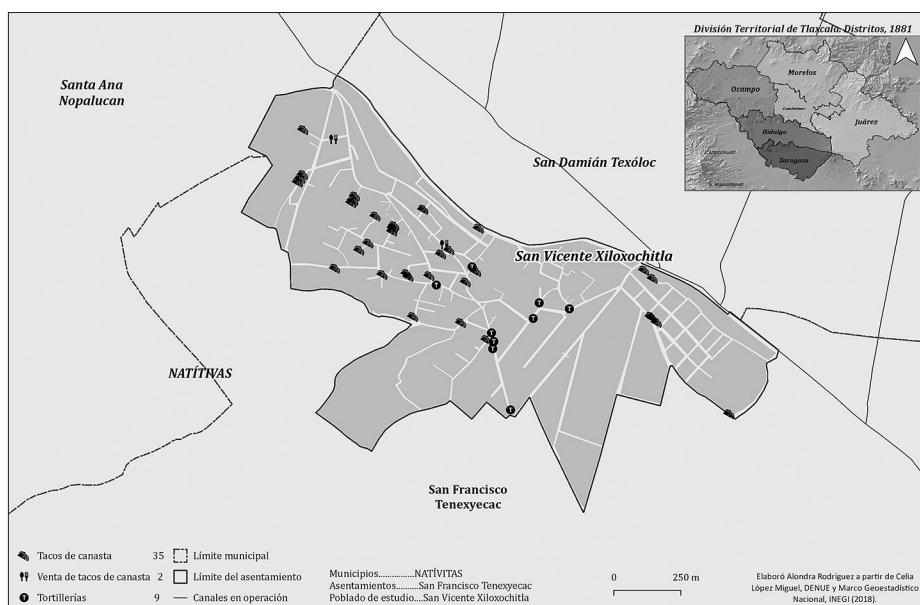 División Territorial de Tlaxcala. Distritos, 1881
Morelos
Ocampo
Cuauhtémoc
Juárez
Hidalgo
Zaragoza
Santa Ana
Nopalucan
San Damián Texóloc
San Vicente Xiloxochitla
NATÍTIVAS
San Francisco
Tenexyecac
Tacos de canasta 35
Venta de tacos de canasta 2
T Tortillerías 9
Límite municipal
Límite del asentamiento
Canales en operación
Municipios................NATÍVITAS
Asentamientos.........San Francisco Tenexyecac
Poblado de estudio...San Vicente Xiloxochitla
0 250 m
Elaboró Alondra Rodríguez a partir de Celia
López Miguel, DENUE y Marco Geoestadístico
Nacional, INEGI (2018).